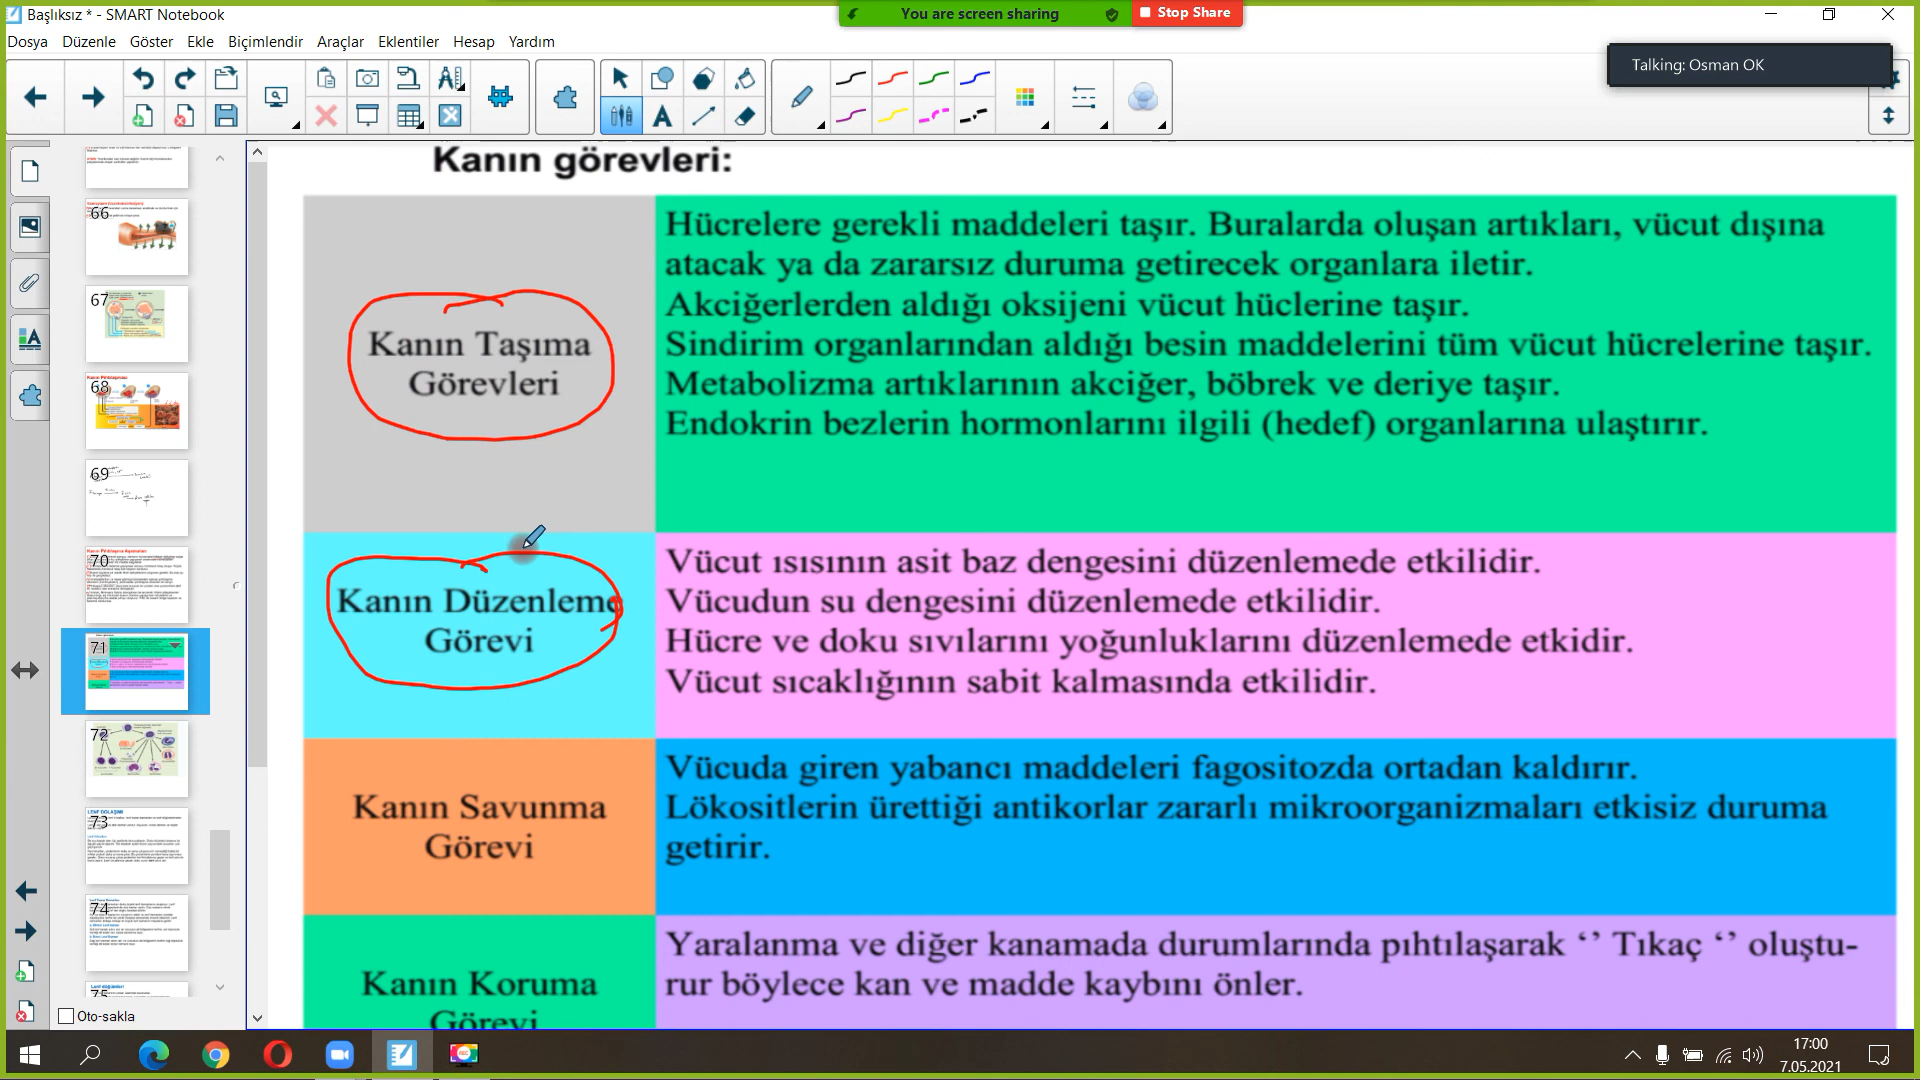 Başlıksız * - SMART Notebook
You are screen sharing
Stop Share
Dosya Düzenle Göster Ekle Biçimlendir Araçlar Eklentiler Hesap Yardım
Talking: Osman OK
Kanın görevleri:
Kanın Taşıma
Görevleri
Hücrelere gerekli maddeleri taşır. Buralarda oluşan artıkları, vücut dışına
atacak ya da zararsız duruma getirecek organlara iletir.
Akciğerlerden aldığı oksijeni vücut hüclerine taşır.
Sindirim organlarından aldığı besin maddelerini tüm vücut hücrelerine taşır.
Metabolizma artıklarının akciğer, böbrek ve deriye taşır.
Endokrin bezlerin hormonlarını ilgili (hedef) organlarına ulaştırır.
Kanın Düzenleme
Görevi
Vücut ısısının asit baz dengesini düzenlemede etkilidir.
Vücudun su dengesini düzenlemede etkilidir.
Hücre ve doku sıvılarını yoğunluklarını düzenlemede etkidir.
Vücut sıcaklığının sabit kalmasında etkilidir.
Kanın Savunma
Görevi
Vücuda giren yabancı maddeleri fagositozda ortadan kaldırır.
Lökositlerin ürettiği antikorlar zararlı mikroorganizmaları etkisiz duruma
getirir.
Kanın Koruma
Görevi
Yaralanma ve diğer kanamada durumlarında pıhtılaşarak ‘’ Tıkaç ‘’ oluştu-
rur böylece kan ve madde kaybını önler.
66
67
68
69
70
71
72
73
74
75
Oto-sakla
17:00
7.05.2021